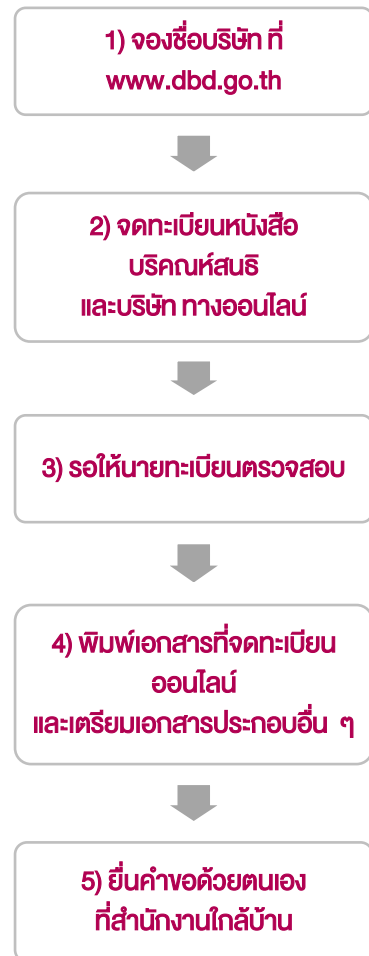 1) จองชื่อบริษัท ที่
www.dbd.go.th
2) จดทะเบียนหนังสือ
บริคณห์สนธิ
และบริษัท ทางออนไลน์
3) รอให้นายทะเบียนตรวจสอบ
4) พิมพ์เอกสารที่จดทะเบียน
ออนไลน์
และเตรียมเอกสารประกอบอื่น ๆ
5) ยื่นคำขอด้วยตนเอง
ที่สำนักงานใกล้บ้าน